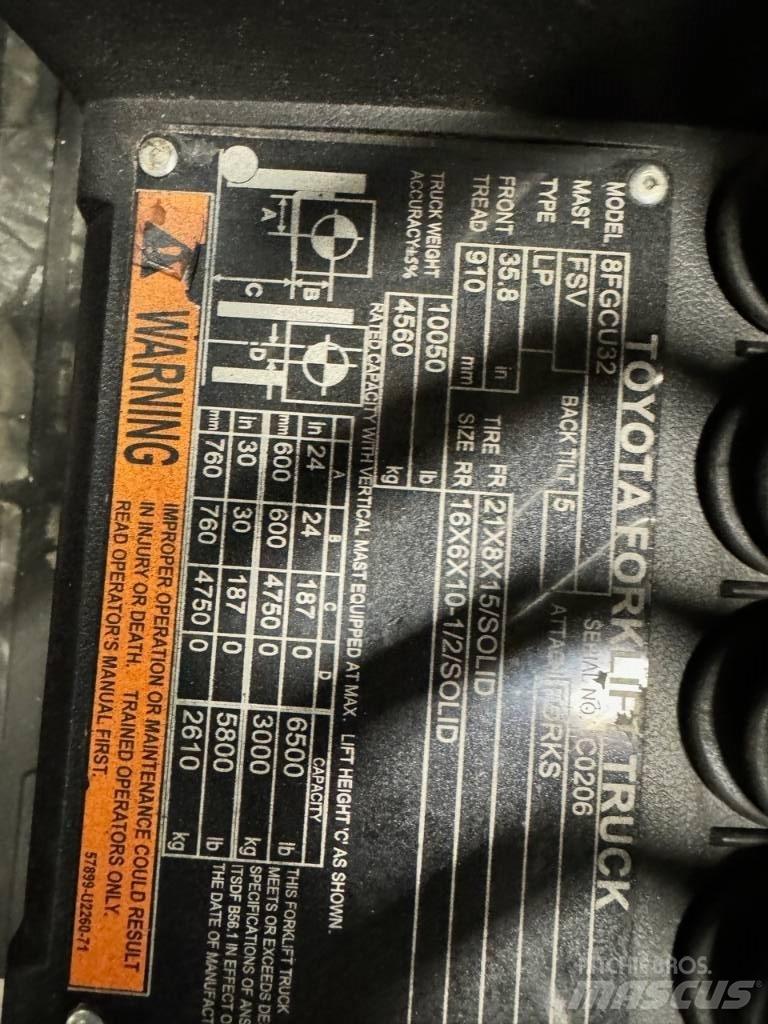 TOYOTA FORKLIFT TRUCK
MODEL 8FGCU32 SERIAL NO. C0206
MAST FSV BACK TILT 5 ATTACH FORKS
TYPE LP
FRONT TREAD 35.8 in TIRE SIZE FR 21X8X15/SOLID
910 mm RR 16X6X10-1/2/SOLID
TRUCK WEIGHT 10050 lb
ACCURACY±5% 4560 kg
RATED CAPACITY WITH VERTICAL MAST EQUIPPED AT MAX. LIFT HEIGHT 'C' AS SHOWN.
A B C D CAPACITY
in 24 24 187 0 6500 lb
mm 600 600 4750 0 3000 kg
in 30 30 187 0 5800 lb
mm 760 760 4750 0 2610 kg
A B C D
THIS FORKLIFT TRUCK
MEETS OR EXCEEDS DE
SPECIFICATIONS OF ANS
ITSDF B56.1 IN EFFECT O
THE DATE OF MANUFACT
WARNING
IMPROPER OPERATION OR MAINTENANCE COULD RESULT
IN INJURY OR DEATH. TRAINED OPERATORS ONLY.
READ OPERATOR'S MANUAL FIRST.
57899-U2260-71
RITCHIE BROS.
MASCUS